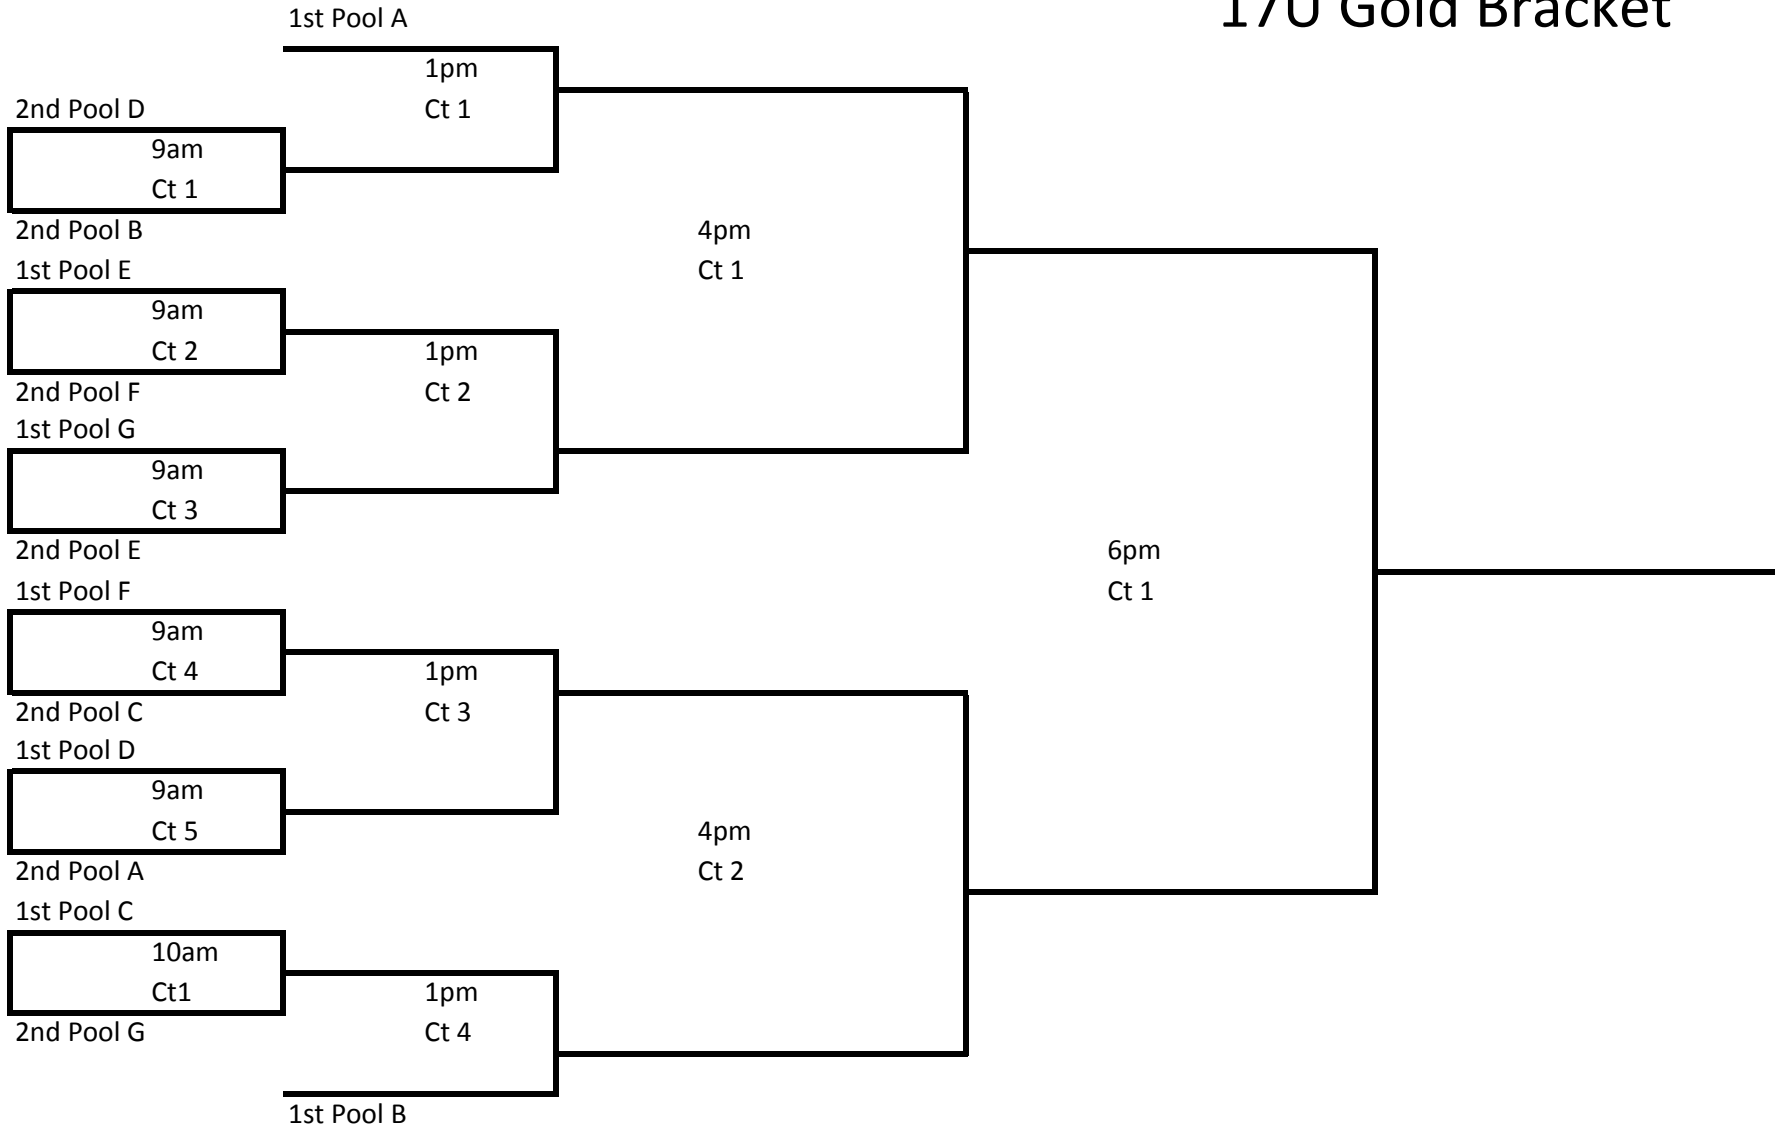 17U Gold Bracket
1st Pool A
1pm
Ct 1
2nd Pool D
9am
Ct 1
2nd Pool B
1st Pool E
9am
Ct 2
2nd Pool F
1pm
Ct 2
1st Pool G
9am
Ct 3
2nd Pool E
4pm
Ct 1
1st Pool F
9am
Ct 4
2nd Pool C
1pm
Ct 3
1st Pool D
9am
Ct 5
2nd Pool A
1st Pool C
10am
Ct1
2nd Pool G
1pm
Ct 4
1st Pool B
4pm
Ct 2
6pm
Ct 1